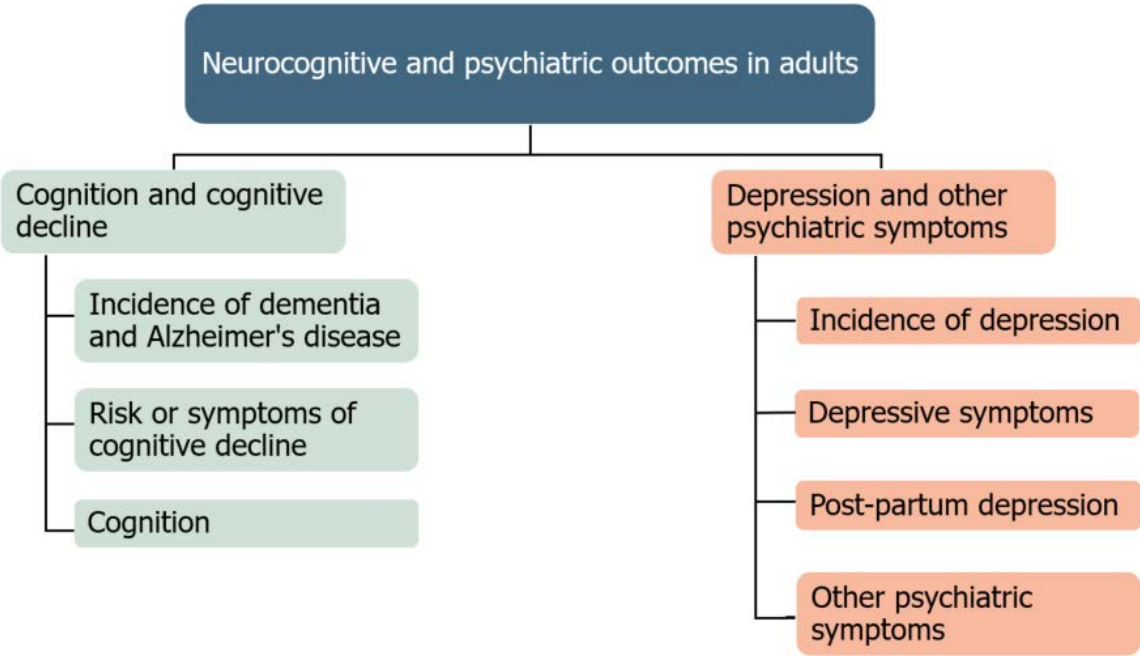 Neurocognitive and psychiatric outcomes in adults
Cognition and cognitive
decline
Incidence of dementia
and Alzheimer's disease
Risk or symptoms of
cognitive decline
Cognition
Depression and other
psychiatric symptoms
Incidence of depression
Depressive symptoms
Post-partum depression
Other psychiatric
symptoms